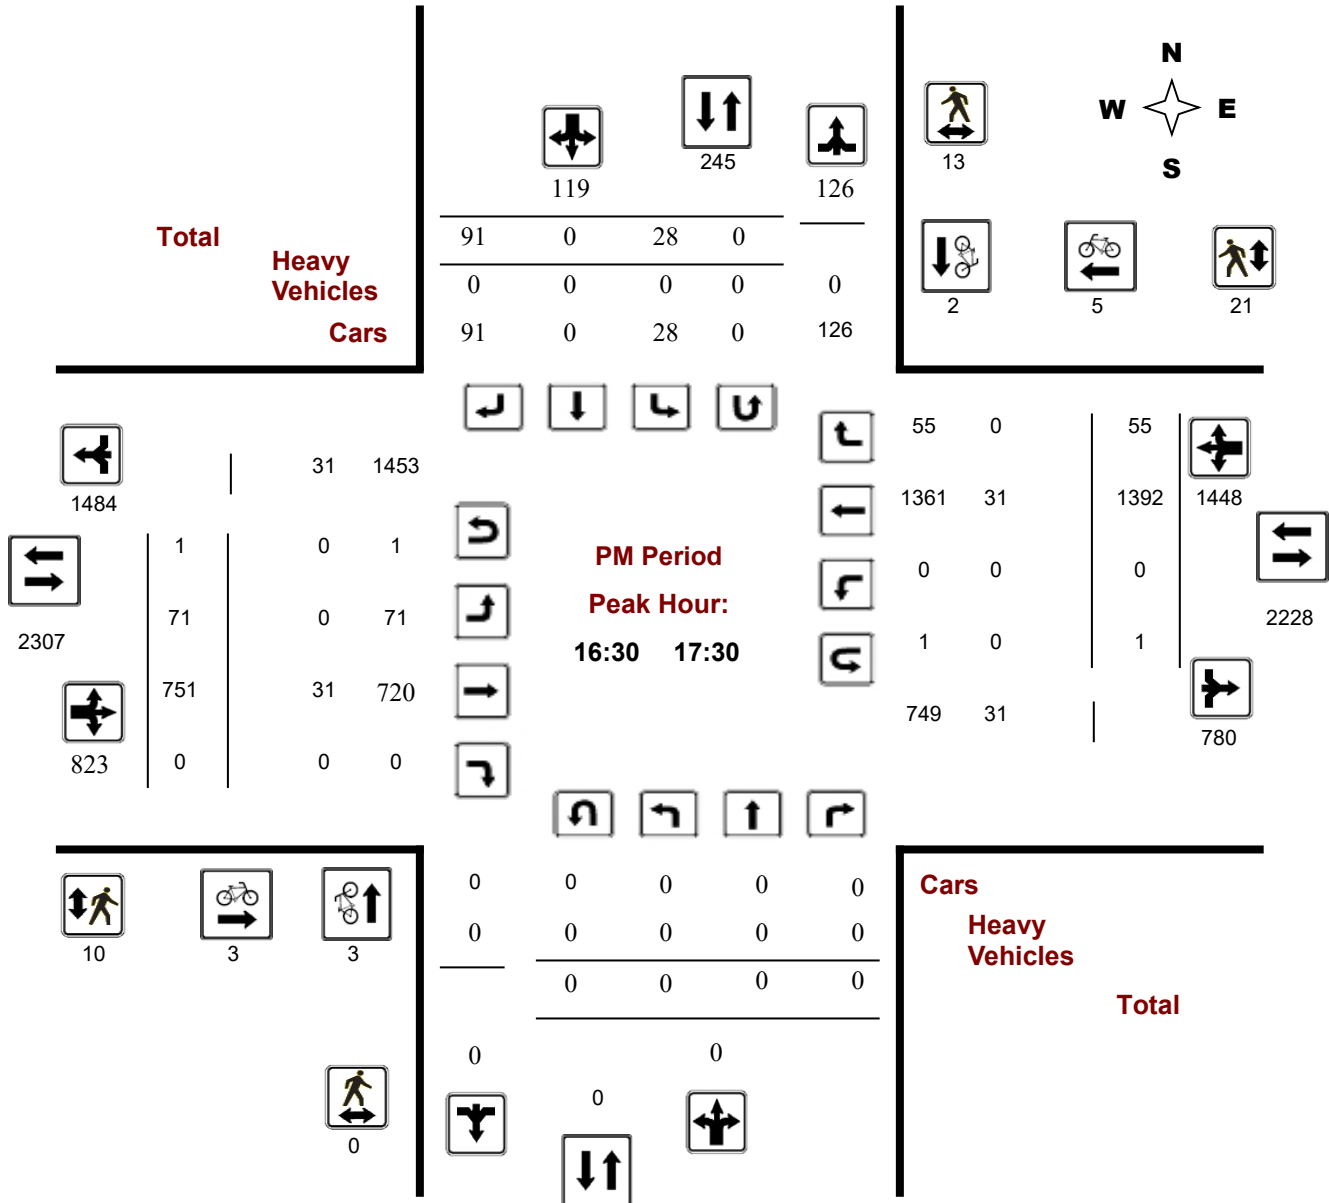 N
W E
S
245
13
119
126
Total
91 0 28 0
Heavy
Vehicles
0 0 0 0 0
2 5 21
Cars
91 0 28 0 126
55 0 55
31 1453
1484
1361 31 1392 1448
1 0 1
PM Period
0 0 0
71 0 71
Peak Hour:
2307
2228
16:30 17:30
1 0 1
751 31 720
749 31
780
823 0 0 0
0 0 0 0 0
Cars
0 0 0 0 0
Heavy
Vehicles
10 3 3
0 0 0 0
Total
0 0
0
0